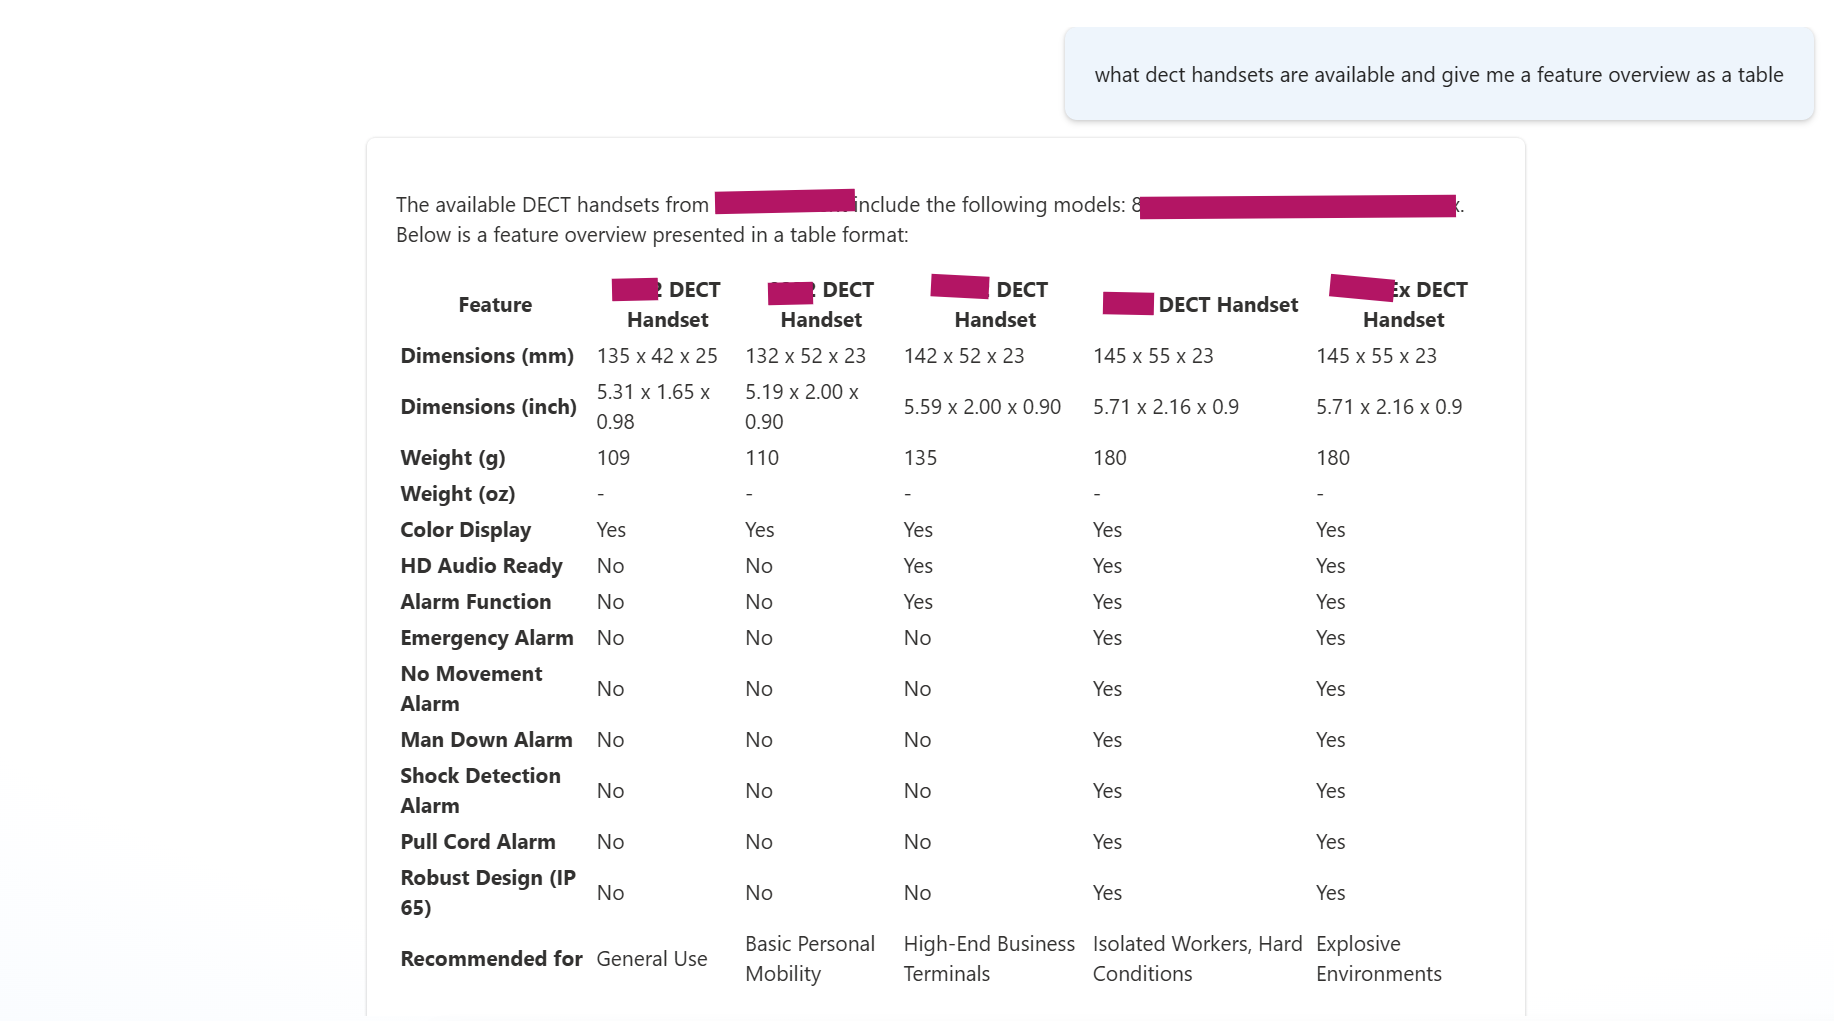 what dect handsets are available and give me a feature overview as a table
The available DECT handsets from include the following models: 8
Below is a feature overview presented in a table format:
Feature 2 DECT Handset 2 DECT Handset DECT Handset DECT Handset Ex DECT Handset
Dimensions (mm) 135 x 42 x 25 132 x 52 x 23 142 x 52 x 23 145 x 55 x 23 145 x 55 x 23
Dimensions (inch) 5.31 x 1.65 x 0.98 5.19 x 2.00 x 0.90 5.59 x 2.00 x 0.90 5.71 x 2.16 x 0.9 5.71 x 2.16 x 0.9
Weight (g) 109 110 135 180 180
Weight (oz) - - - - -
Color Display Yes Yes Yes Yes Yes
HD Audio Ready No No Yes Yes Yes
Alarm Function No No Yes Yes Yes
Emergency Alarm No No No Yes Yes
No Movement Alarm No No No Yes Yes
Man Down Alarm No No No Yes Yes
Shock Detection Alarm No No No Yes Yes
Pull Cord Alarm No No No Yes Yes
Robust Design (IP 65) No No No Yes Yes
Recommended for General Use Basic Personal Mobility High-End Business Terminals Isolated Workers, Hard Conditions Explosive Environments